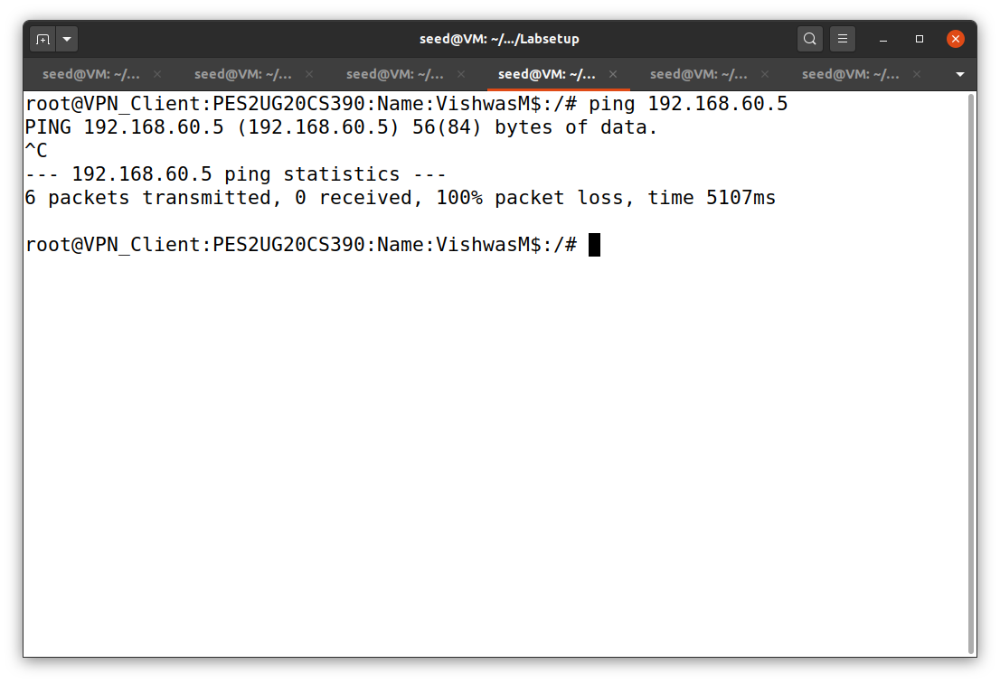 seed@VM: ~/.../Labsetup
seed@VM: ~/... seed@VM: ~/... seed@VM: ~/... seed@VM: ~/... seed@VM: ~/... seed@VM: ~/...
root@VPN_Client:PES2UG20CS390:Name:VishwasM$:/# ping 192.168.60.5
PING 192.168.60.5 (192.168.60.5) 56(84) bytes of data.
^C
--- 192.168.60.5 ping statistics ---
6 packets transmitted, 0 received, 100% packet loss, time 5107ms
root@VPN_Client:PES2UG20CS390:Name:VishwasM$:/#